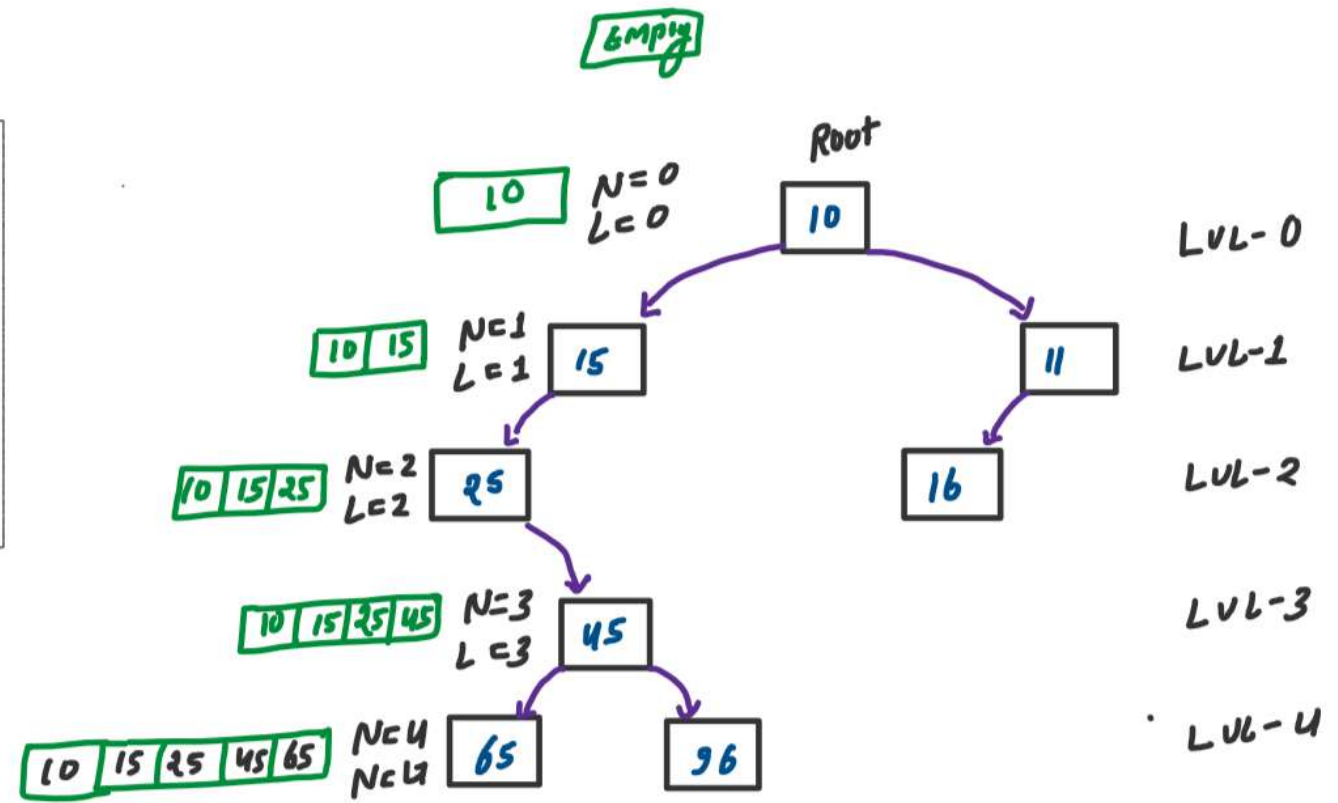 Empty
Root
10 N=0 10
L=0 LVL-0
10 15 N=1 15 11 LVL-1
L=1
10 15 25 N=2 25 16 LVL-2
L=2
10 15 25 45 N=3 45 LVL-3
L=3
10 15 25 45 65 N=4 65 96 LVL-4
N=4